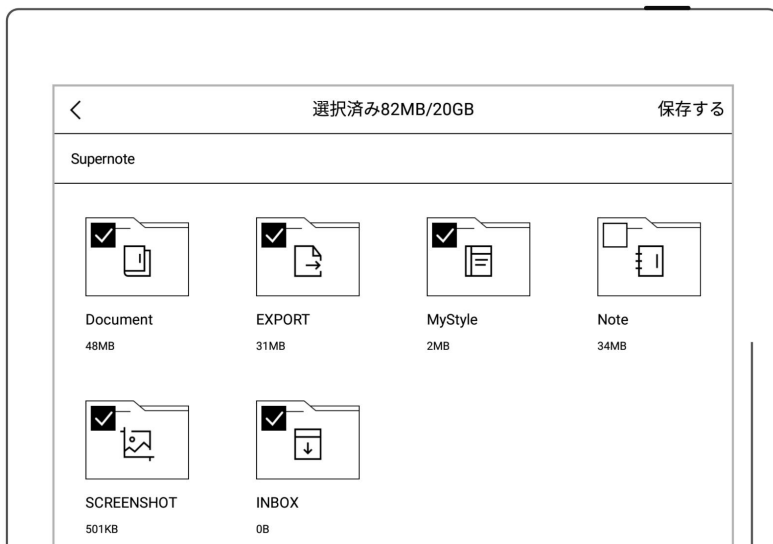 選択済み82MB/20GB 保存する
Supernote
Document EXPORT MyStyle Note
48MB 31MB 2MB 34MB
SCREENSHOT INBOX
501KB 0B